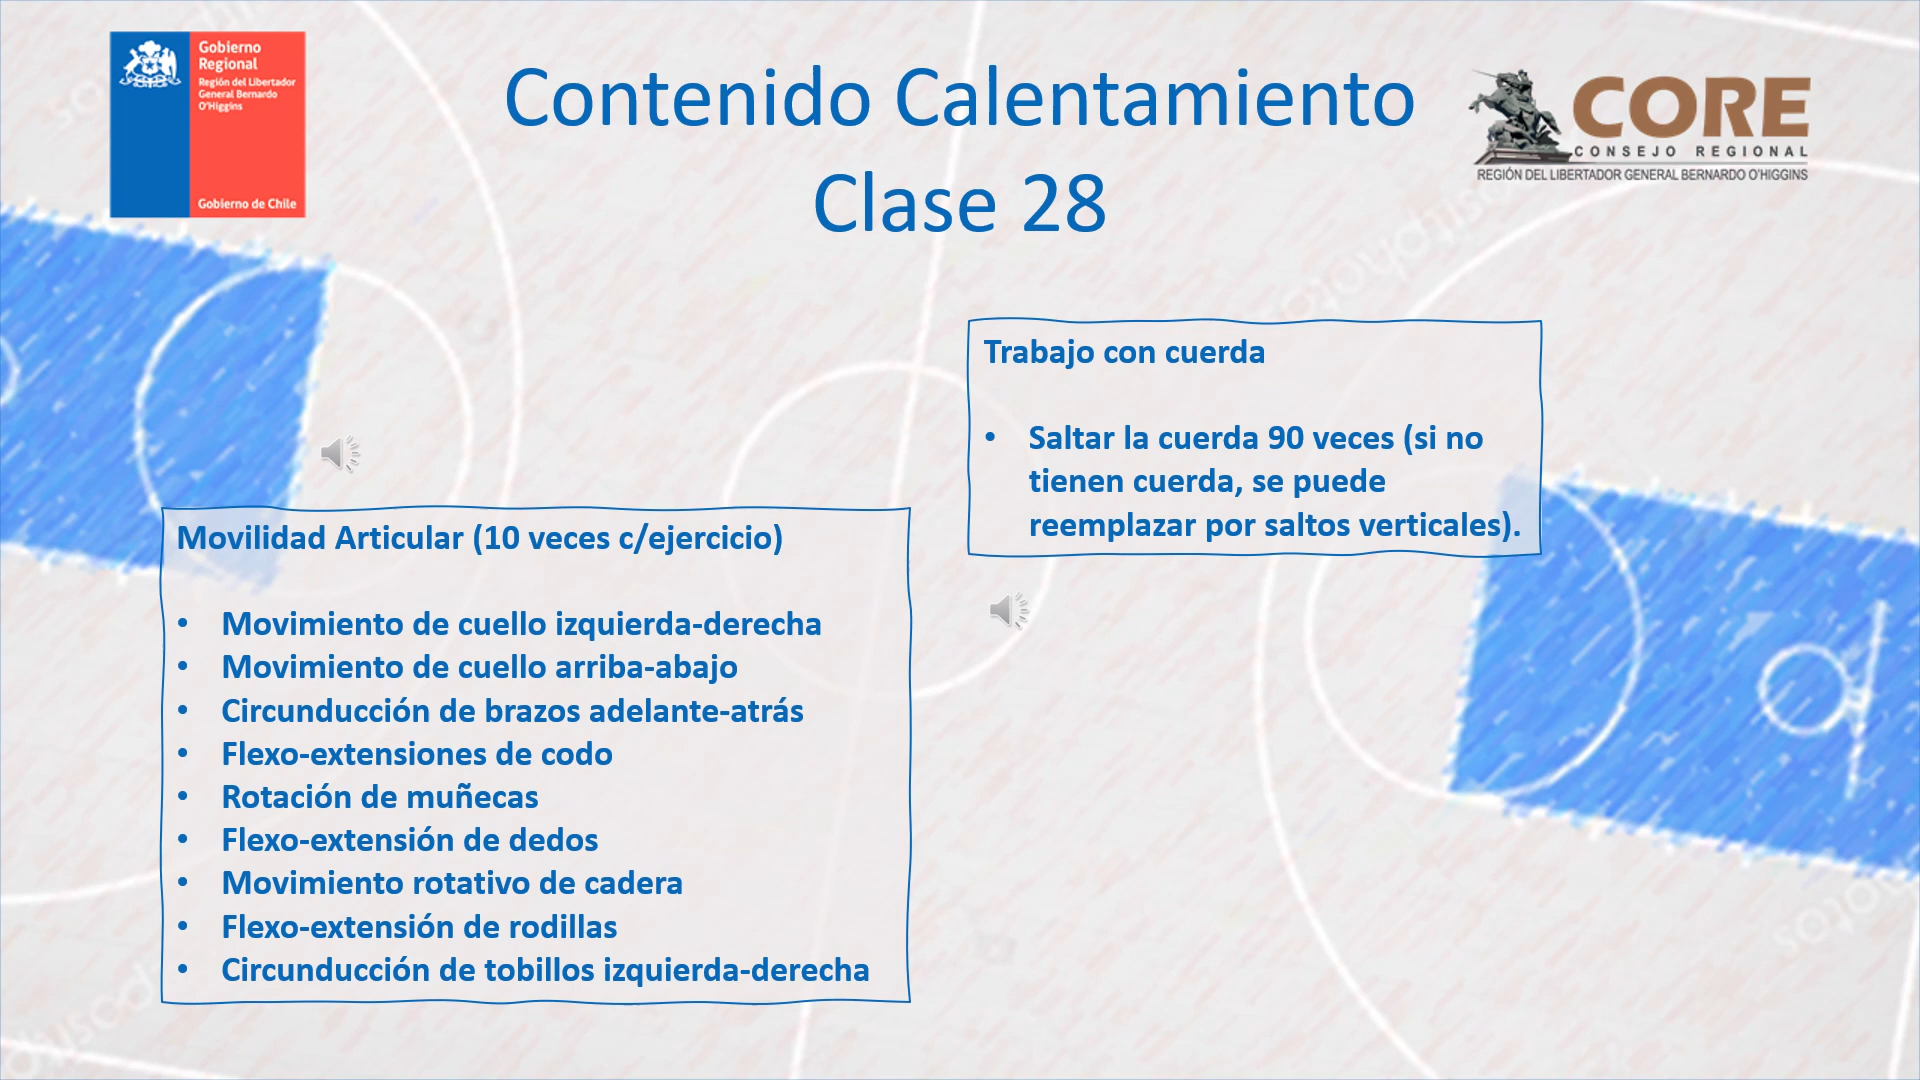 Gobierno
Regional
Región del Libertador
General Bernardo
O'Higgins
Gobierno de Chile
Contenido Calentamiento
Clase 28
CORE
CONSEJO REGIONAL
REGIÓN DEL LIBERTADOR GENERAL BERNARDO O'HIGGINS
Trabajo con cuerda
• Saltar la cuerda 90 veces (si no
tienen cuerda, se puede
reemplazar por saltos verticales).
Movilidad Articular (10 veces c/ejercicio)
• Movimiento de cuello izquierda-derecha
• Movimiento de cuello arriba-abajo
• Circunducción de brazos adelante-atrás
• Flexo-extensiones de codo
• Rotación de muñecas
• Flexo-extensión de dedos
• Movimiento rotativo de cadera
• Flexo-extensión de rodillas
• Circunducción de tobillos izquierda-derecha